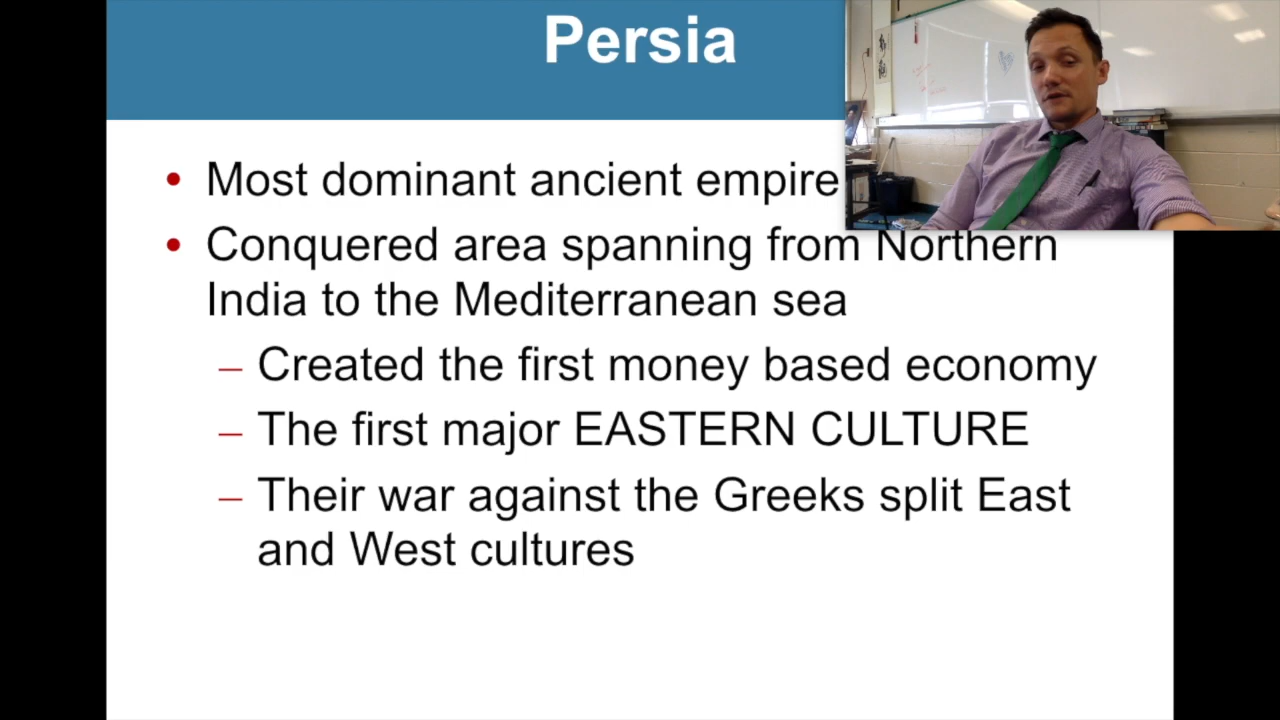 Persia
• Most dominant ancient empire
• Conquered area spanning from Northern
India to the Mediterranean sea
– Created the first money based economy
– The first major EASTERN CULTURE
– Their war against the Greeks split East
and West cultures